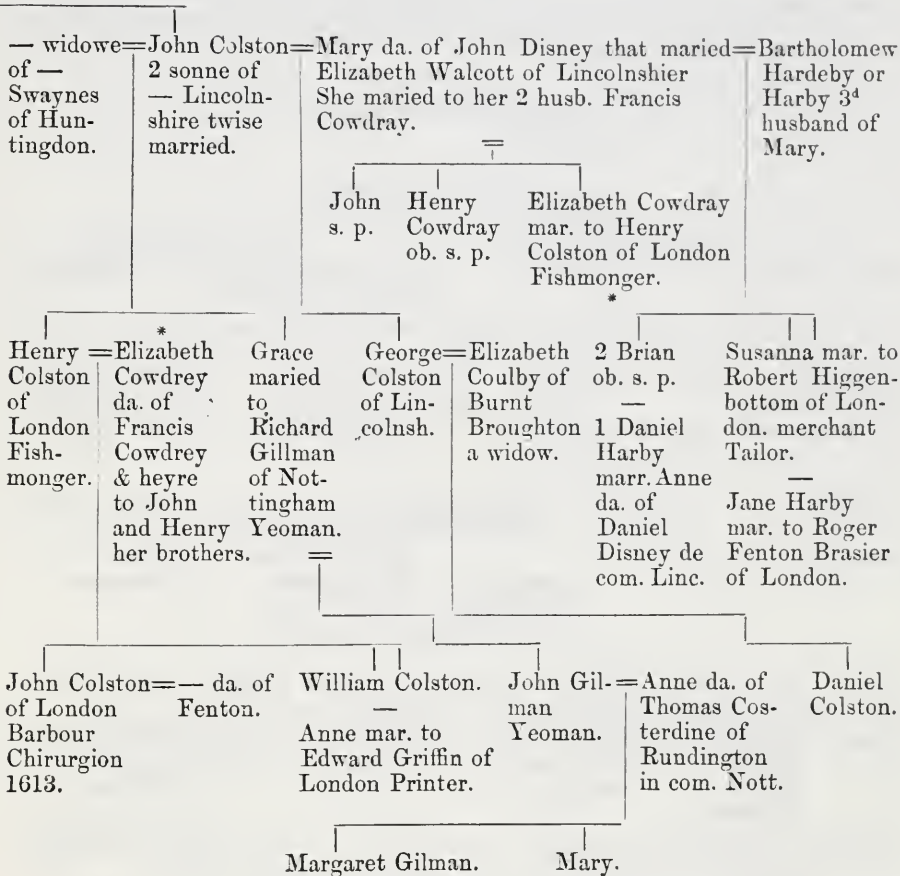 — widowe
of —
Swaynes
of Hun-
tingdon.
=John Colston=
2 sonne of
— Lincoln-
shire twise
married.
Mary da. of John Disney that maried=
Elizabeth Walcott of Lincolnshier
She maried to her 2 husb. Francis
Cowdray.
=
Bartholomew
Hardeby or
Harby 3d
husband of
Mary.
John
s. p.
Henry
Cowdray
ob. s. p.
Elizabeth Cowdray
mar. to Henry
Colston of London
Fishmonger.
*
Henry =
Colston
of
London
Fish-
monger.
*
Elizabeth
Cowdrey
da. of
Francis
Cowdrey
& heyre
to John
and Henry
her brothers.
Grace
maried
to
Richard
Gillman
of Not-
tingham
Yeoman.
=
George=
Colston
of Lin-
colnsh.
Elizabeth
Coulby of
Burnt
Broughton
a widow.
2 Brian
ob. s. p.
—
1 Daniel
Harby
marr. Anne
da. of
Daniel
Disney de
com. Linc.
Susanna mar. to
Robert Higgen-
bottom of Lon-
don. merchant
Tailor.
—
Jane Harby
mar. to Roger
Fenton Brasier
of London.
John Colston=
of London
Barbour
Chirurgion
1613.
— da. of
Fenton.
William Colston.
—
Anne mar. to
Edward Griffin of
London Printer.
John Gil-=
man
Yeoman.
Anne da. of
Thomas Cos-
terdine of
Rundington
in com. Nott.
Daniel
Colston.
Margaret Gilman.
Mary.